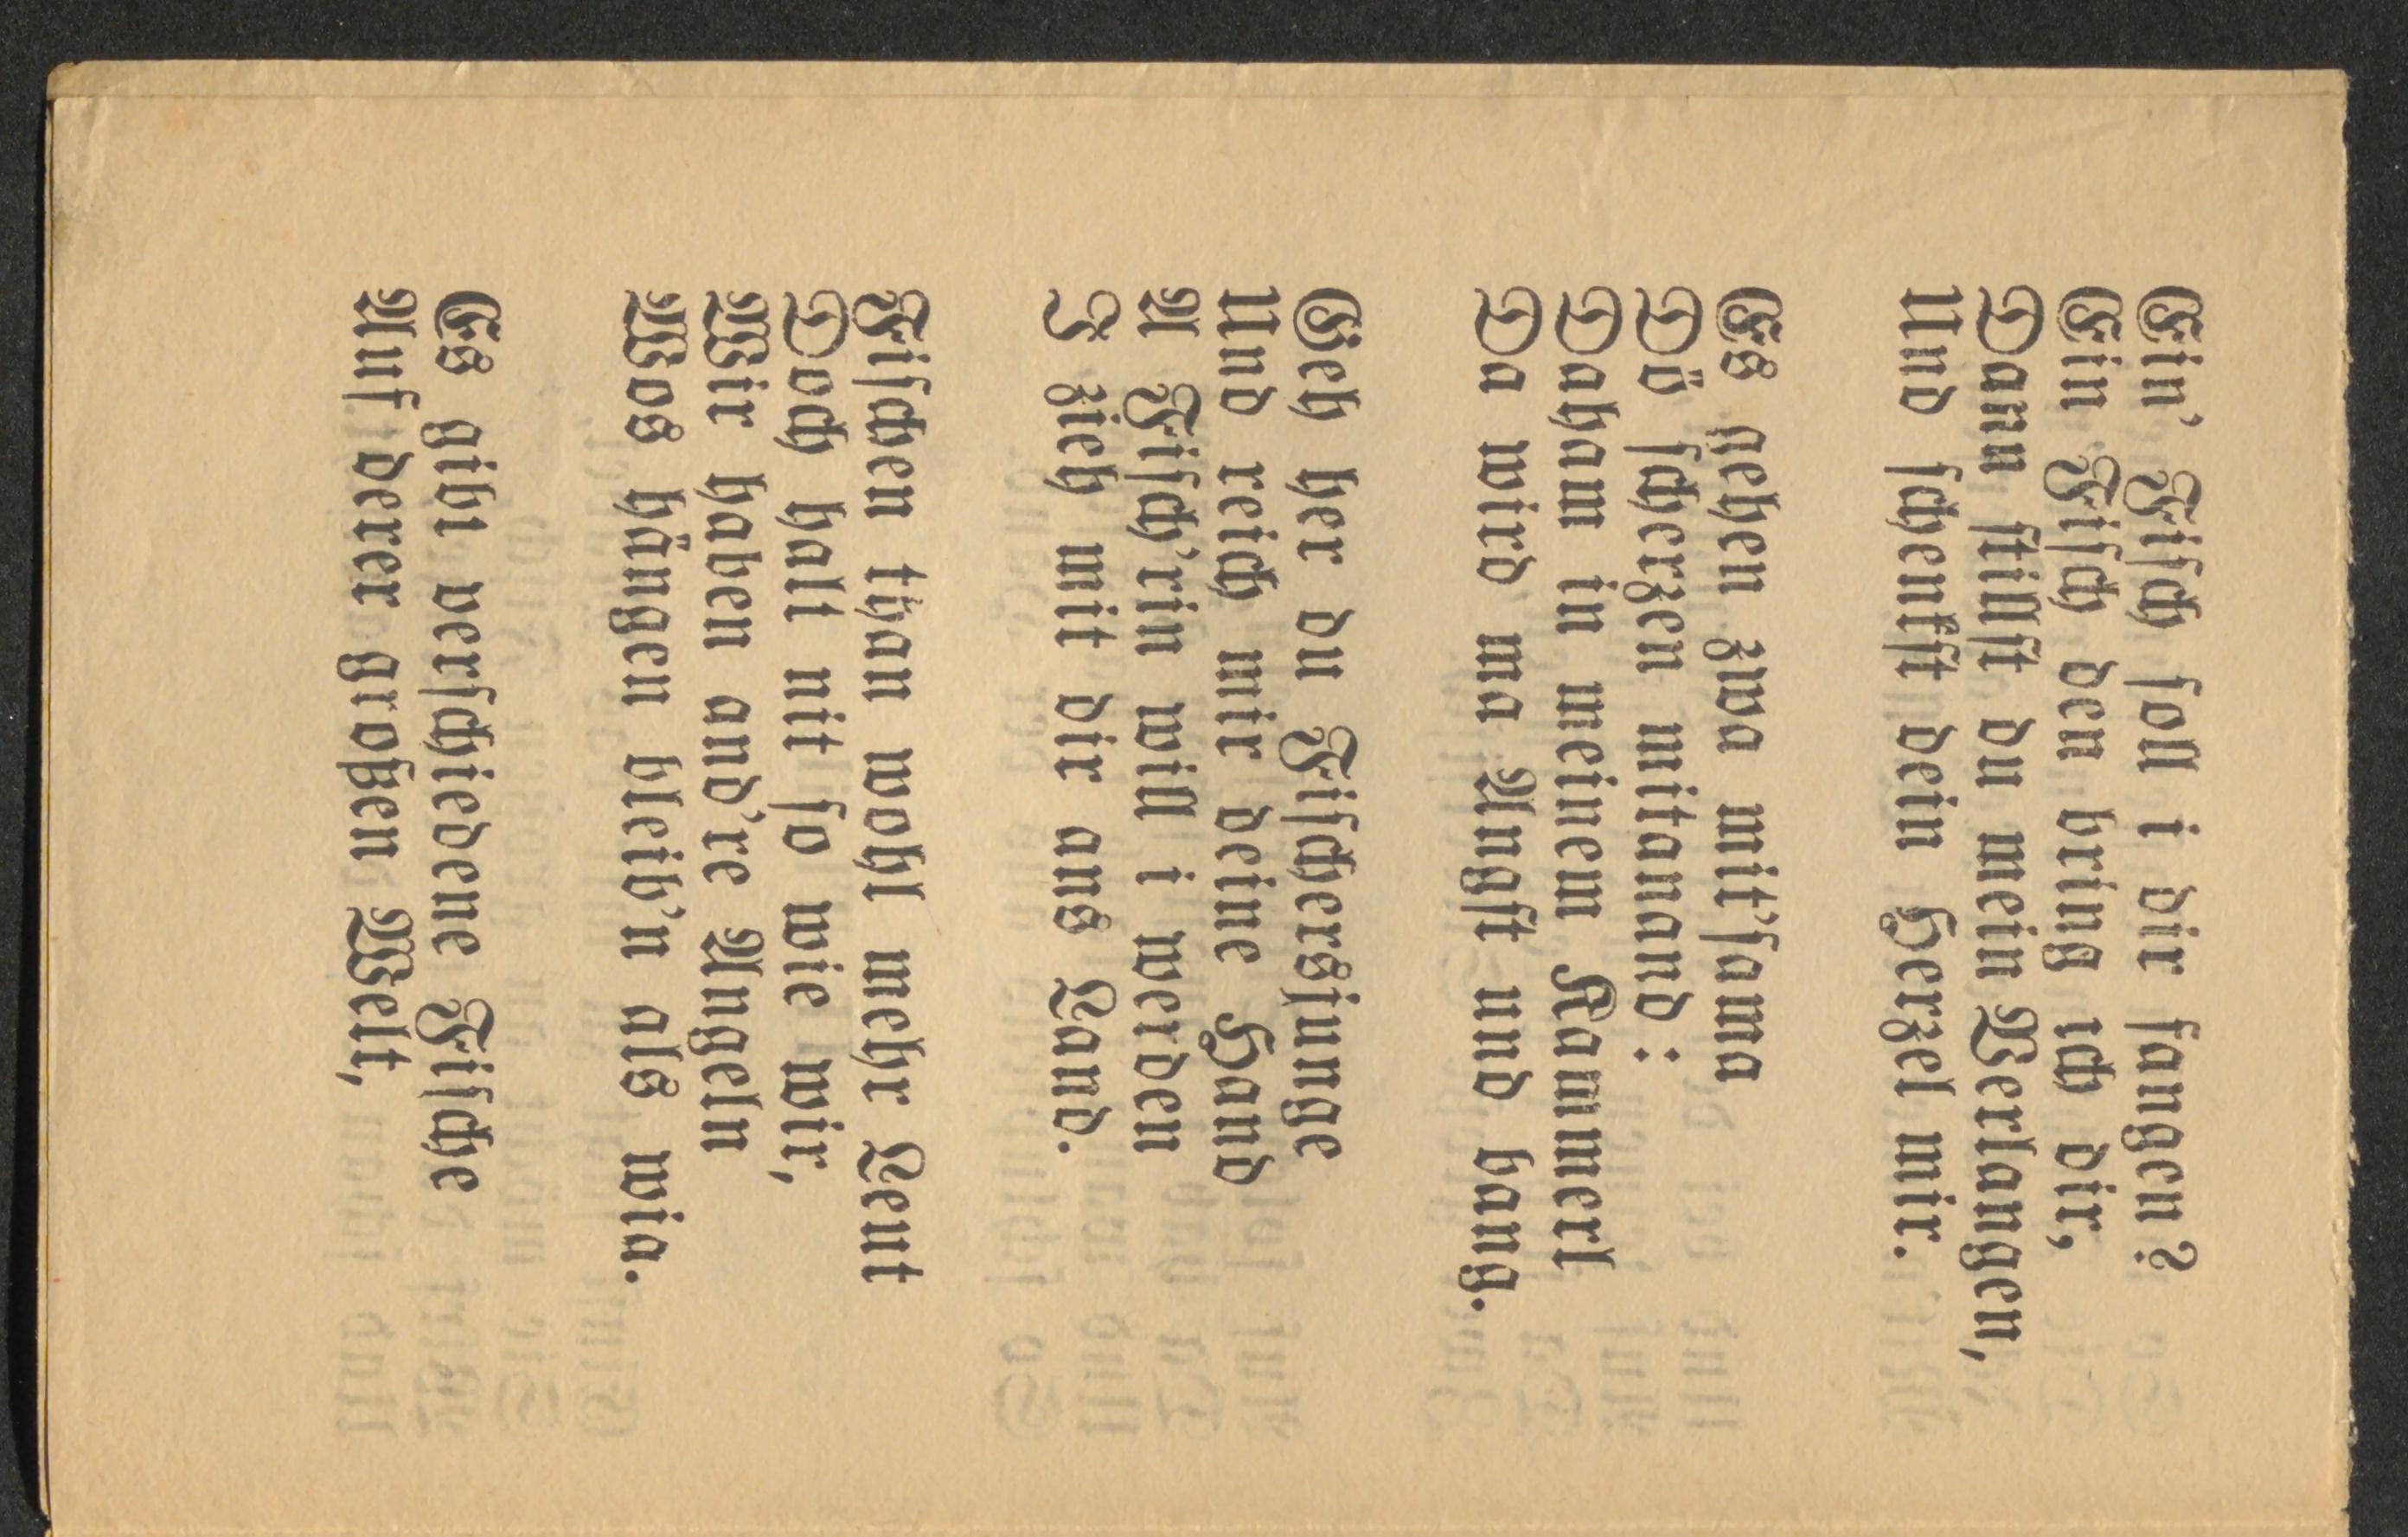 Ein' Fisch soll i dir fangen?
Ein Fisch den bring ich dir,
Dann stillst du mein Verlangen,
Und schenkst dein Herzel mir.
Es gehen zwa mit'sama
Dö scherzen mitanand:
Daham in meinem Kammerl
Da wird ma Angst und bang.
Geh her du Fischersjunge
Und reich mir deine Hand
A Fisch'rin will i werden
I zieh mit dir ans Land.
Fischen than wohl mehr Leut
Doch halt nit so wie wir,
Wir haben and're Angeln
Wos hängen bleib'n als wia.
Es gibt verschiedene Fische
Auf derer großen Welt,